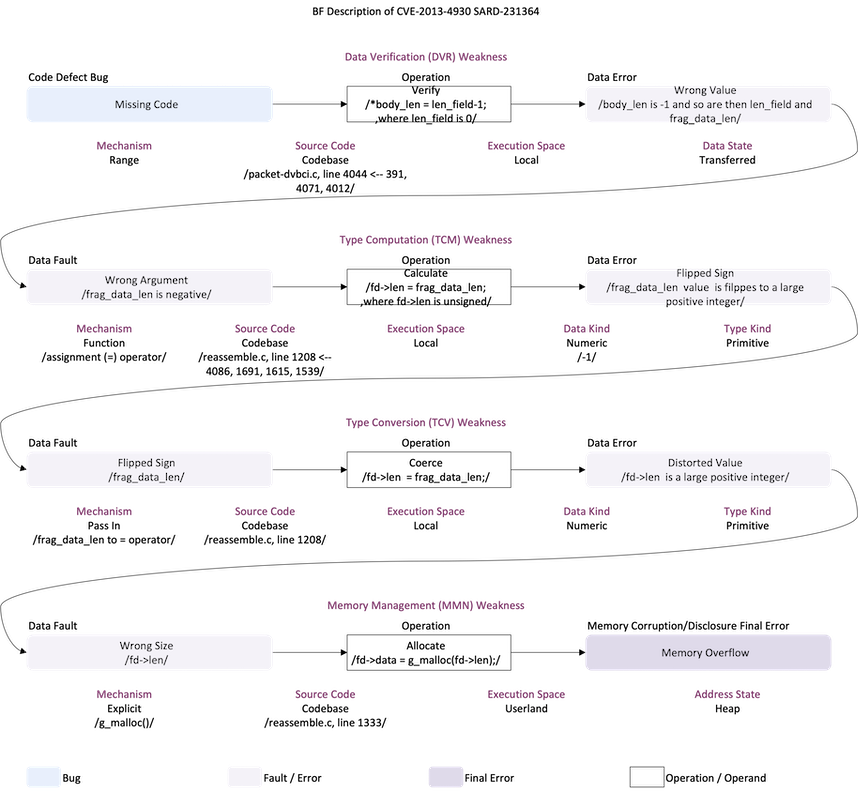 BF Description of CVE-2013-4930 SARD-231364
Data Verification (DVR) Weakness
Code Defect Bug
Operation
Data Error
Missing Code
Verify
/*body_len = len_field-1;
,where len_field is 0/
Wrong Value
/body_len is -1 and so are then len_field and
frag_data_len/
Mechanism
Range
Source Code
Codebase
/packet-dvbci.c, line 4044 <-- 391,
4071, 4012/
Execution Space
Local
Data State
Transferred
Type Computation (TCM) Weakness
Data Fault
Operation
Data Error
Wrong Argument
/frag_data_len is negative/
Calculate
/fd->len = frag_data_len;
,where fd->len is unsigned/
Flipped Sign
/frag_data_len  value  is filppes to a large
positive integer/
Mechanism
Function
/assignment (=) operator/
Source Code
Codebase
/reassemble.c, line 1208 <--
4086, 1691, 1615, 1539/
Execution Space
Local
Data Kind
Numeric
/-1/
Type Kind
Primitive
Type Conversion (TCV) Weakness
Data Fault
Operation
Data Error
Flipped Sign
/frag_data_len/
Coerce
/fd->len  = frag_data_len;/
Distorted Value
/fd->len  is a large positive integer/
Mechanism
Pass In
/frag_data_len to = operator/
Source Code
Codebase
/reassemble.c, line 1208/
Execution Space
Local
Data Kind
Numeric
Type Kind
Primitive
Memory Management (MMN) Weakness
Data Fault
Operation
Memory Corruption/Disclosure Final Error
Wrong Size
/fd->len/
Allocate
/fd->data = g_malloc(fd->len);/
Memory Overflow
Mechanism
Explicit
/g_malloc()/
Source Code
Codebase
/reassemble.c, line 1333/
Execution Space
Userland
Address State
Heap
Bug
Fault / Error
Final Error
Operation / Operand